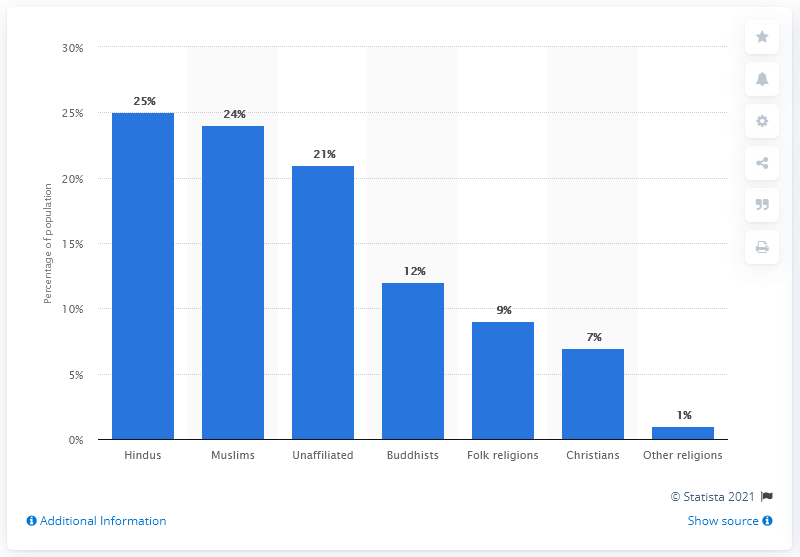 30%
25%
20%
15%
10%
5%
0%
Percentage of population
25%
24%
21%
12%
9%
7%
1%
Hindus
Muslims
Unaffiliated
Buddhists
Folk religions
Christians
Other religions
© Statista 2021
Additional Information
Show source